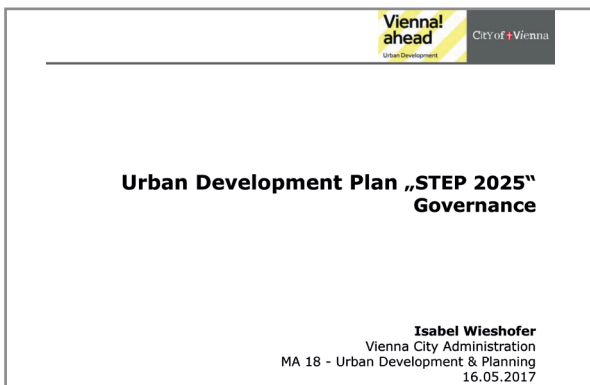 Vienna!
ahead
Urban Development
City of Vienna
Urban Development Plan „STEP 2025“
Governance
Isabel Wieshofer
Vienna City Administration
MA 18 - Urban Development & Planning
16.05.2017